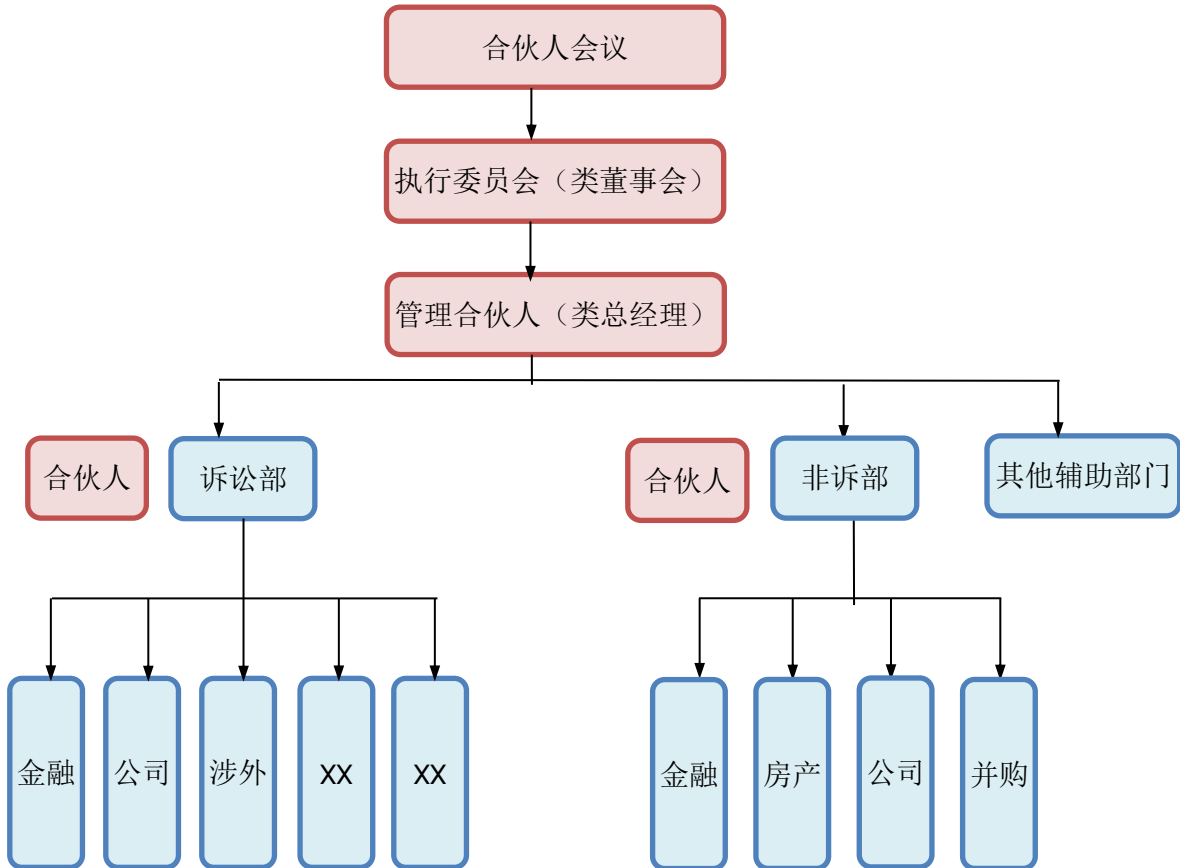 合伙人会议
执行委员会（类董事会）
管理合伙人（类总经理）
合伙人
诉讼部
合伙人
非诉部
其他辅助部门
金融
公司
涉外
XX
XX
金融
房产
公司
并购